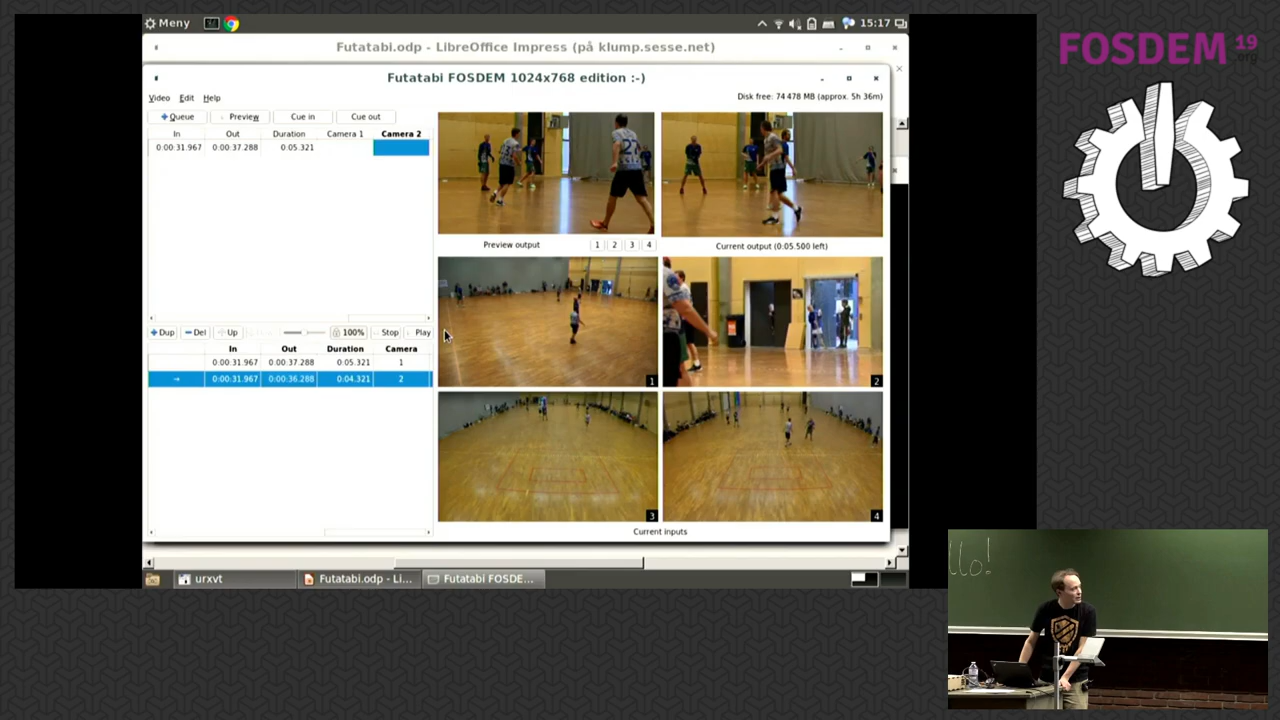 Meny
15:17
FOSDEM 19
.org
Futatabi.odp - LibreOffice Impress (på klump.sesse.net)
Futatabi FOSDEM 1024x768 edition :-)
Video Edit Help
Disk free: 74 478 MB (approx. 5h 36m)
Queue Preview Cue in Cue out
In Out Duration Camera 1 Camera 2
0:00:31.967 0:00:37.288 0:05.321
27
Preview output 1 2 3 4
Current output (0:05.500 left)
Dup Del Up 100% Stop Play
In Out Duration Camera
0:00:31.967 0:00:37.288 0:05.321 1
→ 0:00:31.967 0:00:36.288 0:04.321 2
1
2
3
4
Current inputs
urxvt
Futatabi.odp - Li...
Futatabi FOSDE...
llo!